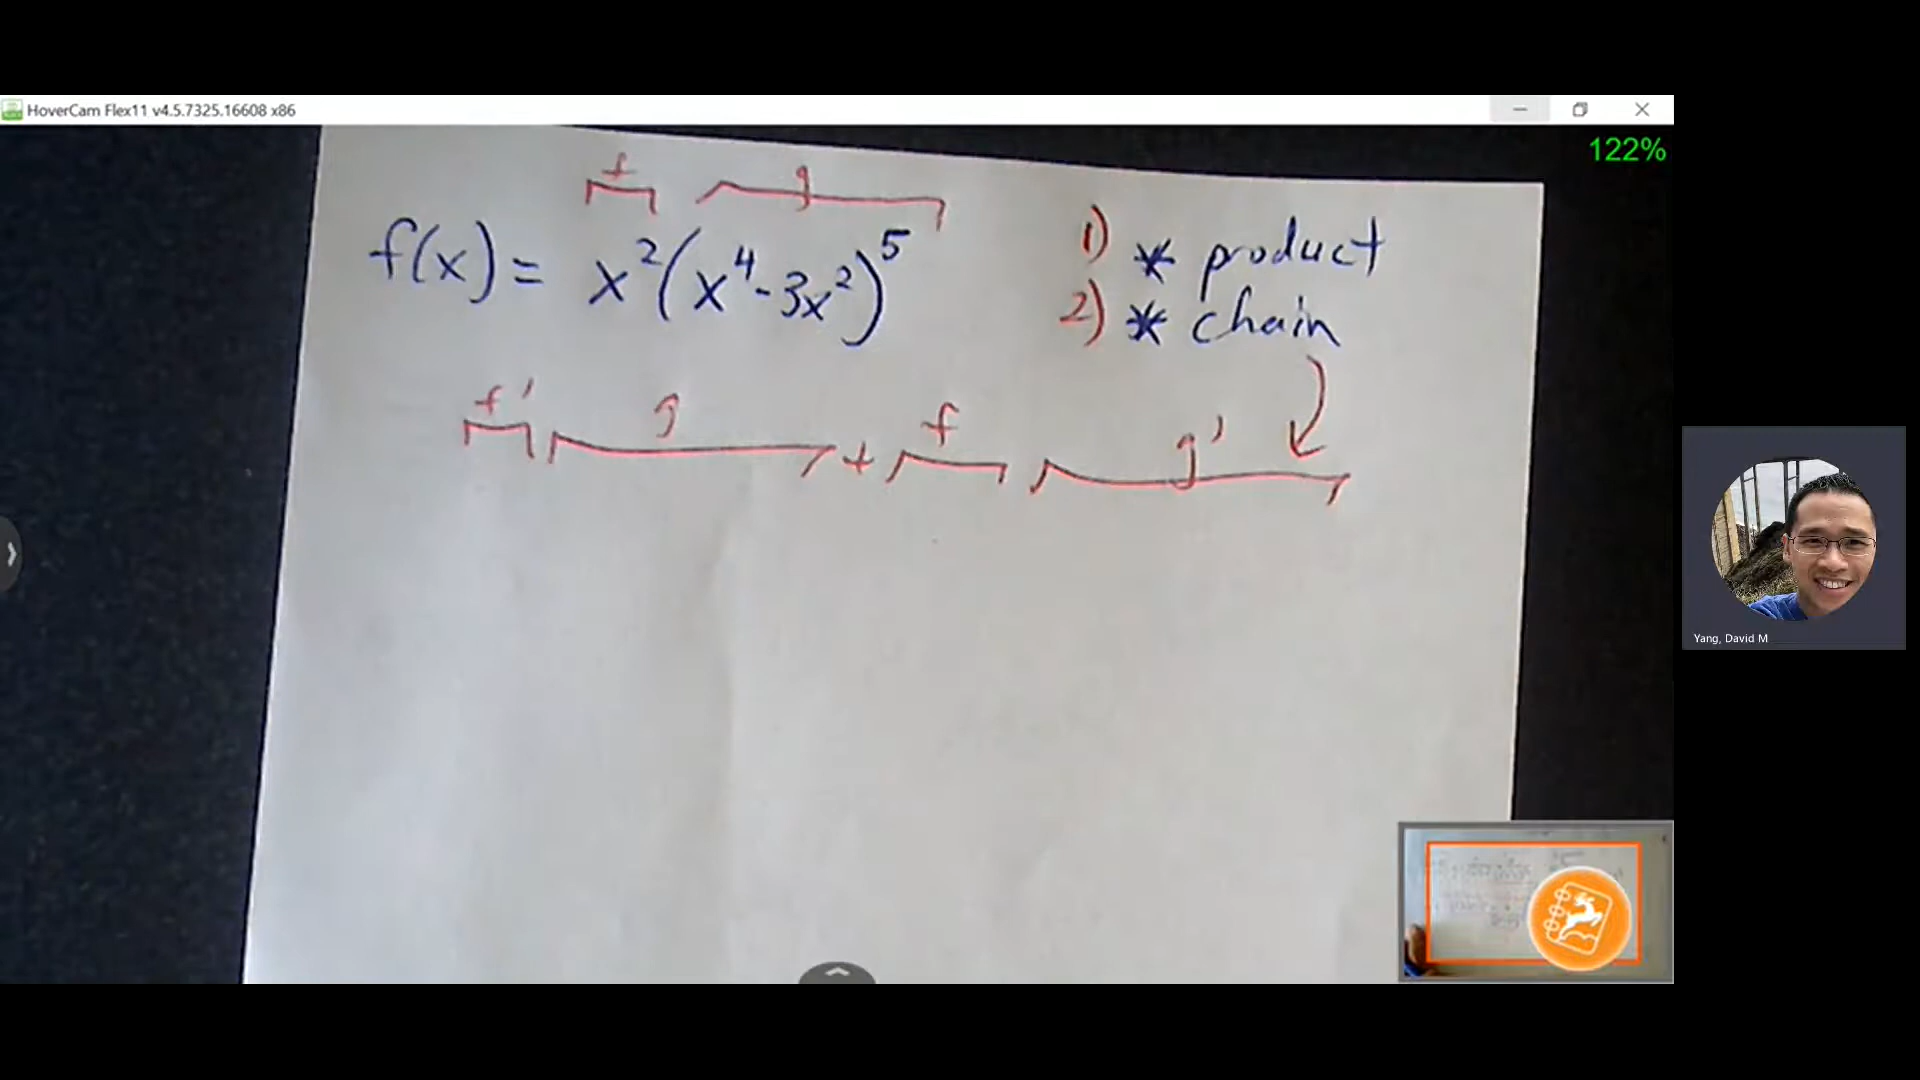 HoverCam Flex11 v4.5.7325.16608 x86
122%
f g
f(x) = x²(x⁴-3x²)⁵
1) * product
2) * chain
f' g + f g'
Yang, David M